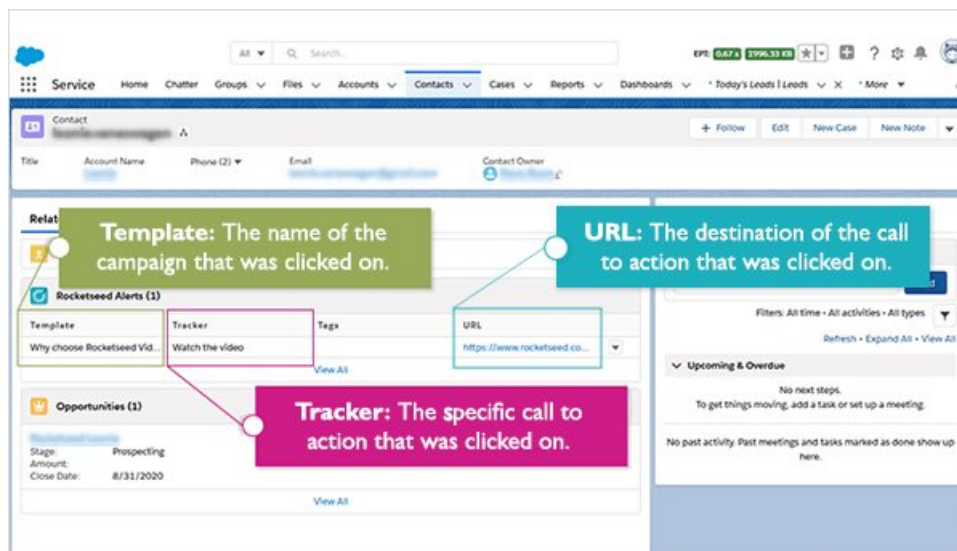 All
Search...
EPT: 0.67 s 1996.33 KB
Service Home Chatter Groups Files Accounts Contacts Cases Reports Dashboards * Today's Leads | Leads * More
Contact
+ Follow Edit New Case New Note
Title Account Name Phone (2) Email Contact Owner
Relat
Template: The name of the
campaign that was clicked on.
URL: The destination of the call
to action that was clicked on.
Rocketseed Alerts (1)
Filters: All time • All activities • All types
Template Tracker Tags URL
Refresh • Expand All • View All
Why choose Rocketseed Vid... Watch the video https://www.rocketseed.co...
View All
Upcoming & Overdue
No next steps.
To get things moving, add a task or set up a meeting.
Opportunities (1)
Tracker: The specific call to
action that was clicked on.
No past activity. Past meetings and tasks marked as done show up
here.
Stage: Prospecting
Amount:
Close Date: 8/31/2020
View All